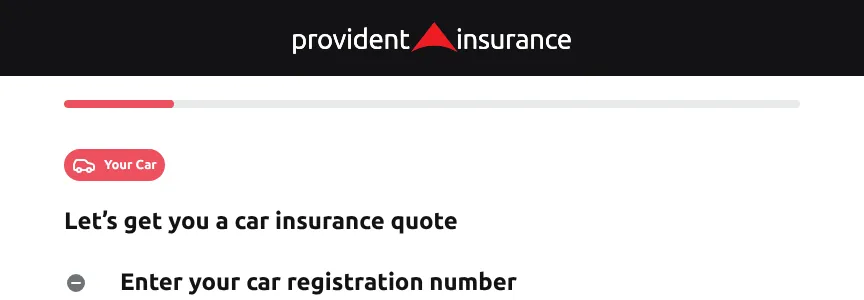 provident insurance
Your Car
Let's get you a car insurance quote
Enter your car registration number